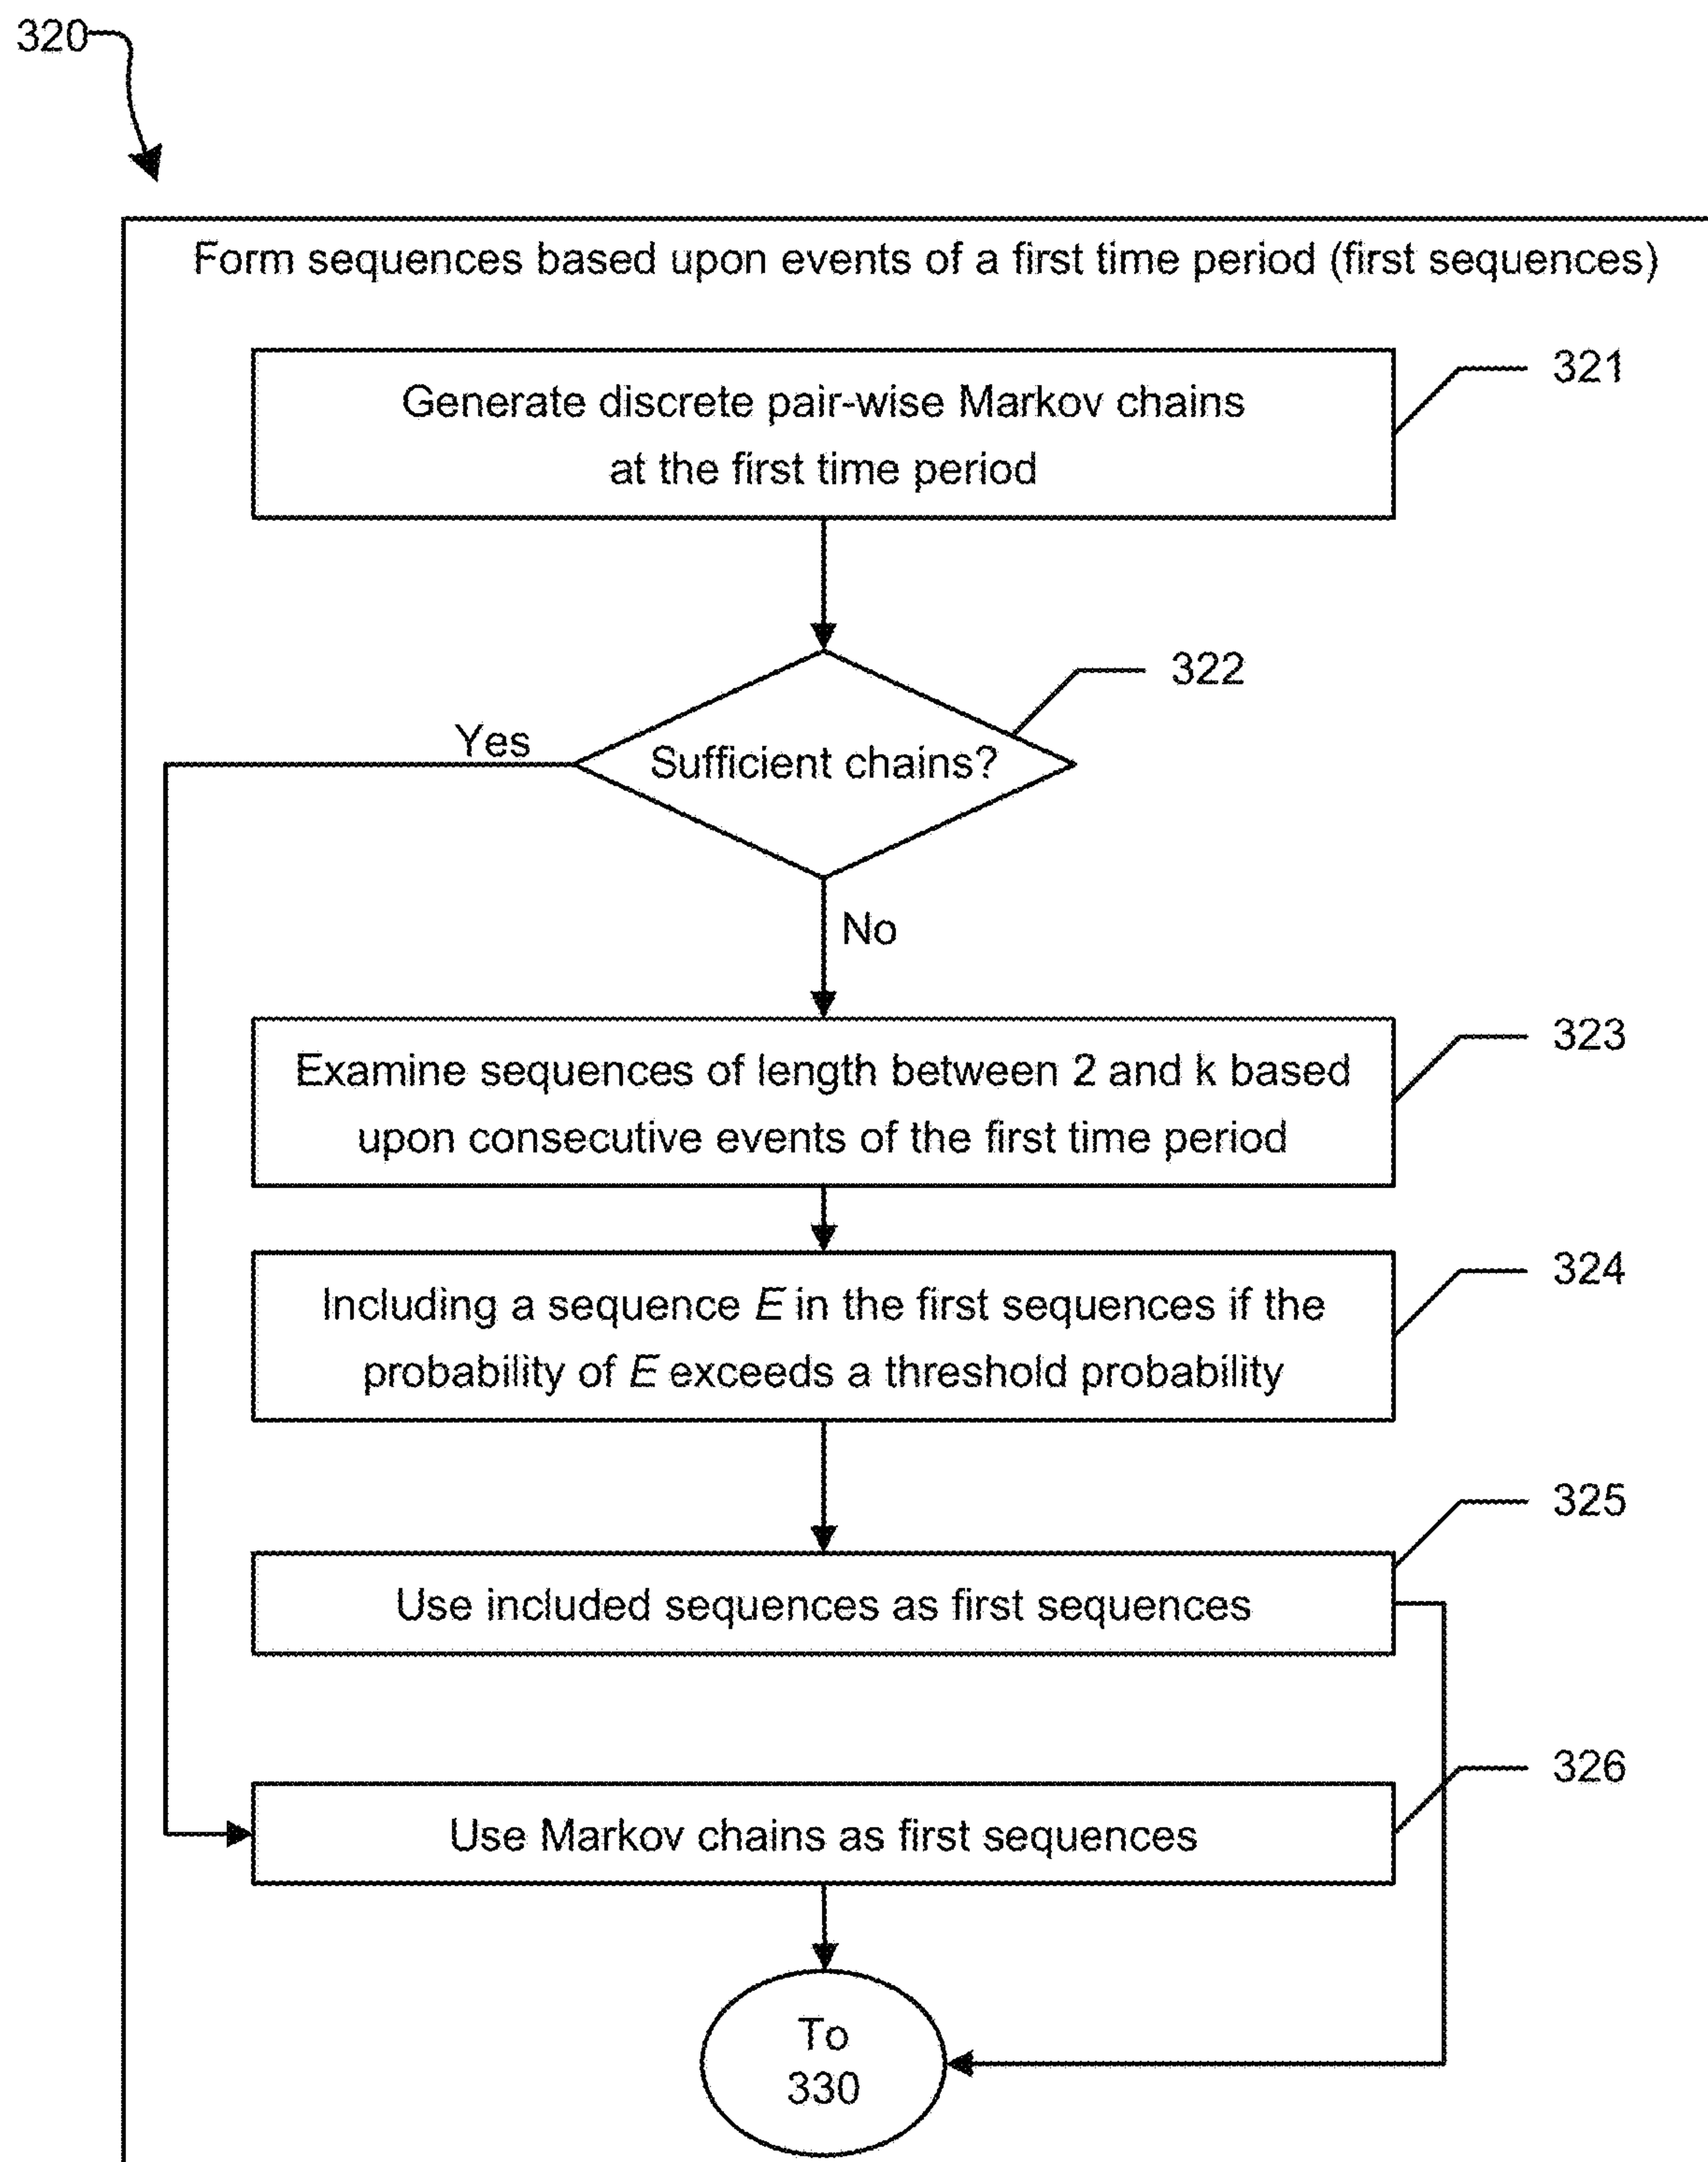 320
Form sequences based upon events of a first time period (first sequences)
321
Generate discrete pair-wise Markov chains
at the first time period
322
Yes
Sufficient chains?
No
323
Examine sequences of length between 2 and k based
upon consecutive events of the first time period
324
Including a sequence E in the first sequences if the
probability of E exceeds a threshold probability
325
Use included sequences as first sequences
326
Use Markov chains as first sequences
To
330